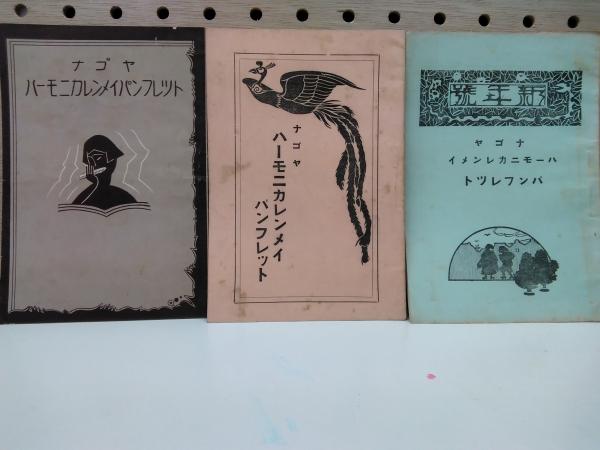 ナゴヤ
ハーモニカレンメイパンフレット
ナゴヤ
ハーモニカレンメイ
パンフレット
新年號
ナゴヤ
ハーモニカレンメイ
パンフレツト